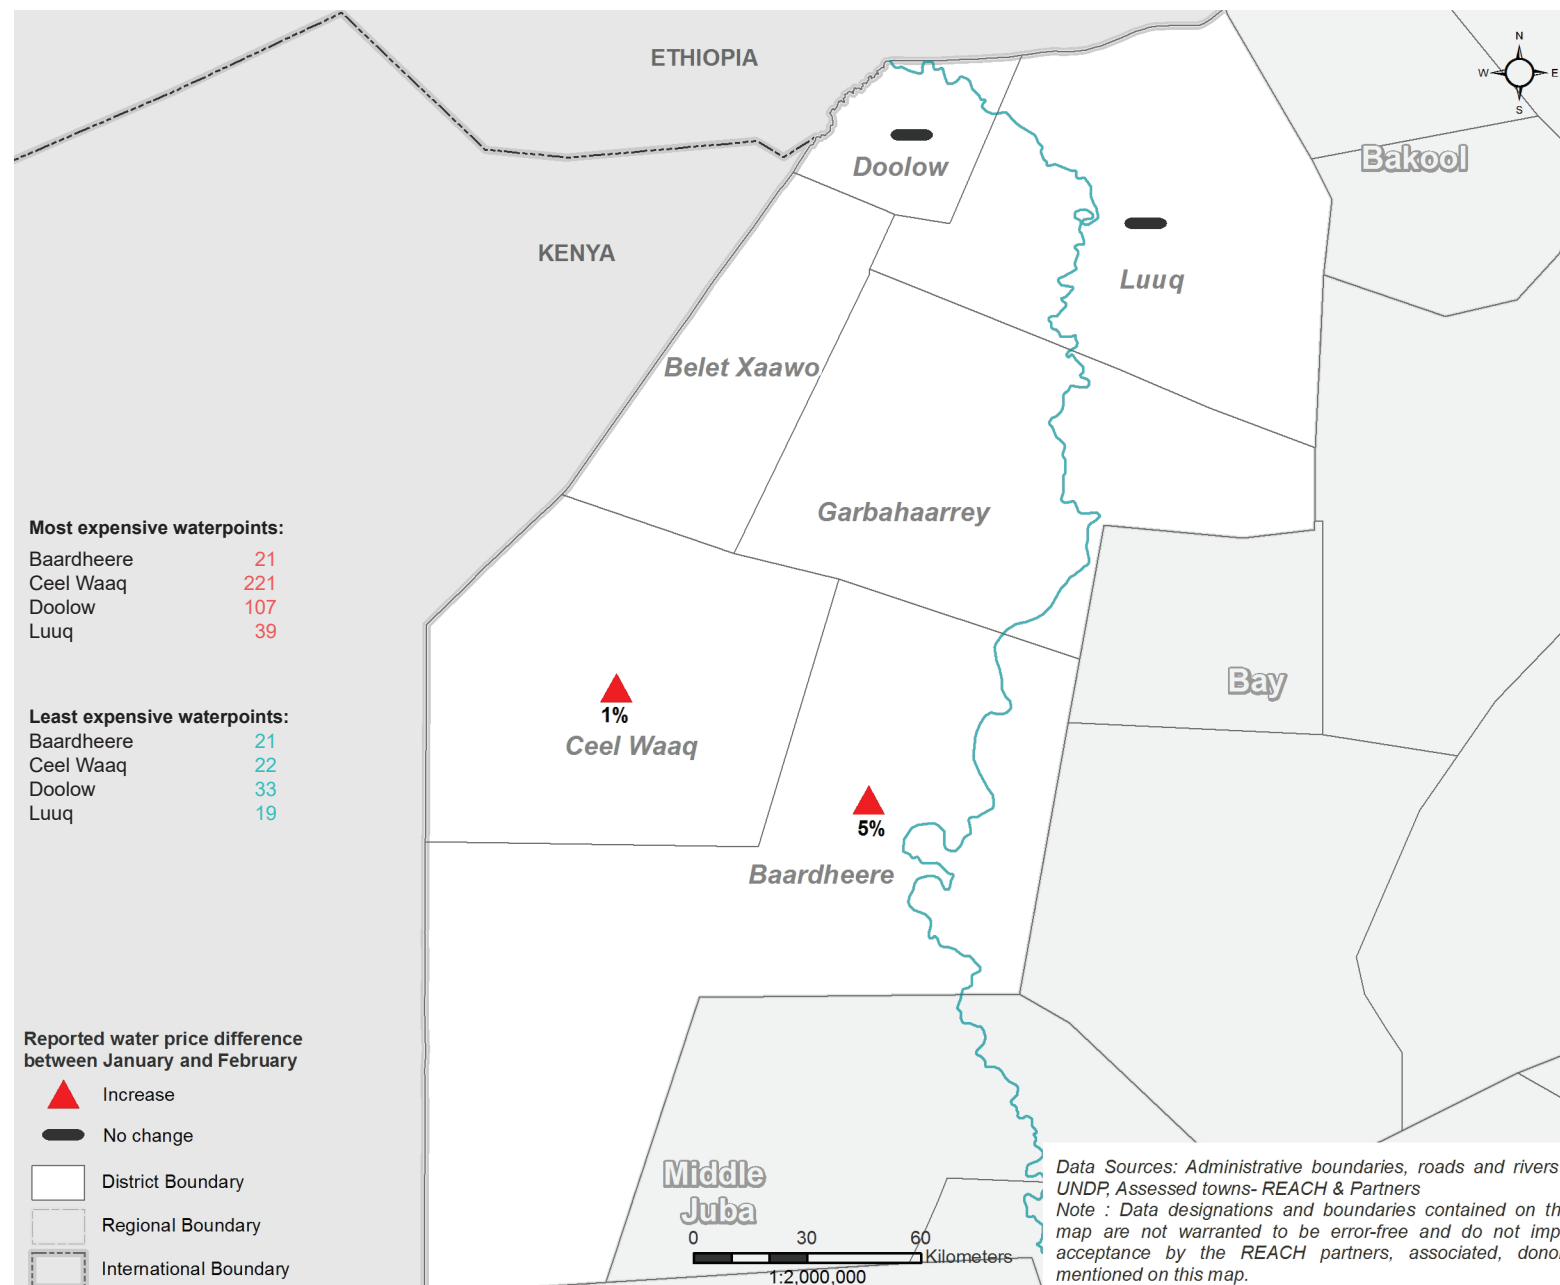 ETHIOPIA
N
W E
S
Doolow
Bakool
KENYA
Luuq
Belet Xaawo
Garbahaarrey
Most expensive waterpoints:
Baardheere 21
Ceel Waaq 221
Doolow 107
Luuq 39
Bay
1%
Ceel Waaq
Least expensive waterpoints:
Baardheere 21
Ceel Waaq 22
Doolow 33
Luuq 19
5%
Baardheere
Reported water price difference
between January and February
Increase
No change
District Boundary
Regional Boundary
International Boundary
Middle
Juba
0 30 60
Kilometers
1:2,000,000
Data Sources: Administrative boundaries, roads and rivers
UNDP, Assessed towns- REACH & Partners
Note : Data designations and boundaries contained on th
map are not warranted to be error-free and do not imp
acceptance by the REACH partners, associated, dono
mentioned on this map.